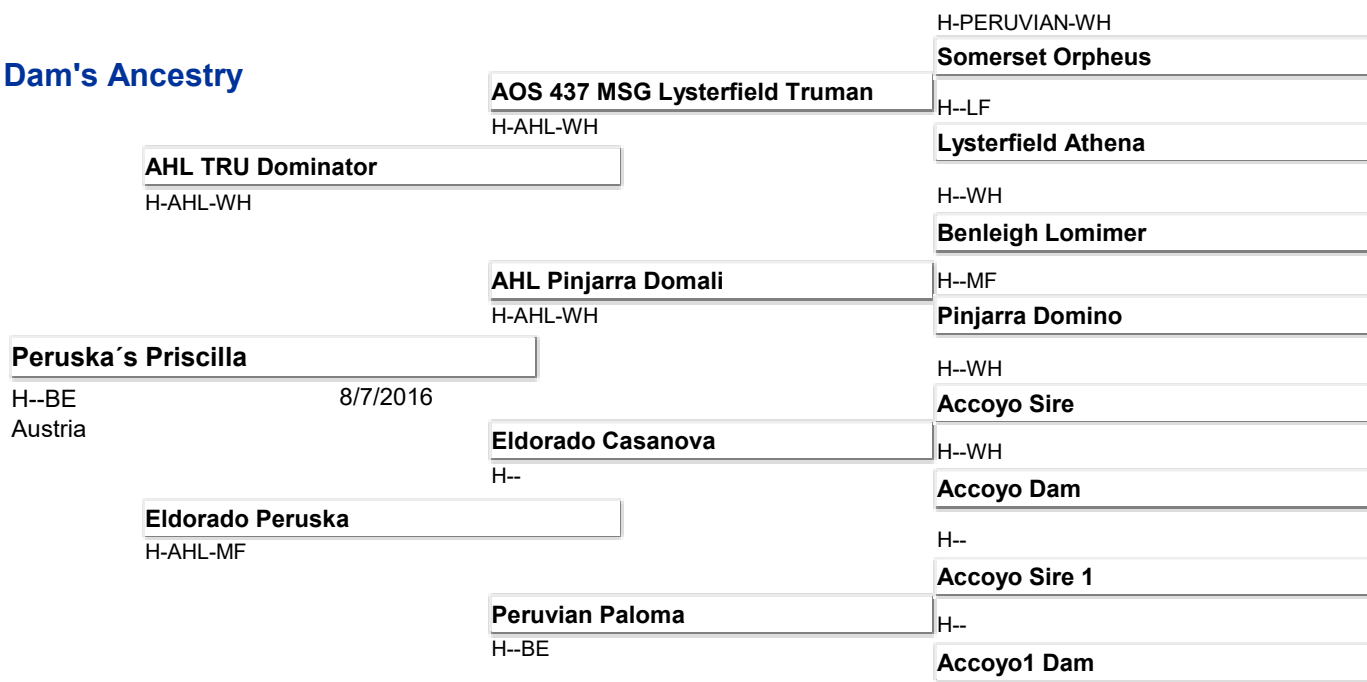 H-PERUVIAN-WH
Somerset Orpheus
Dam's Ancestry
AOS 437 MSG Lysterfield Truman
H-AHL-WH
H--LF
Lysterfield Athena
AHL TRU Dominator
H-AHL-WH
H--WH
Benleigh Lomimer
AHL Pinjarra Domali
H-AHL-WH
H--MF
Pinjarra Domino
Peruska´s Priscilla
H--BE 8/7/2016
Austria
H--WH
Accoyo Sire
Eldorado Casanova
H--
H--WH
Accoyo Dam
Eldorado Peruska
H-AHL-MF
H--
Accoyo Sire 1
Peruvian Paloma
H--BE
H--
Accoyo1 Dam